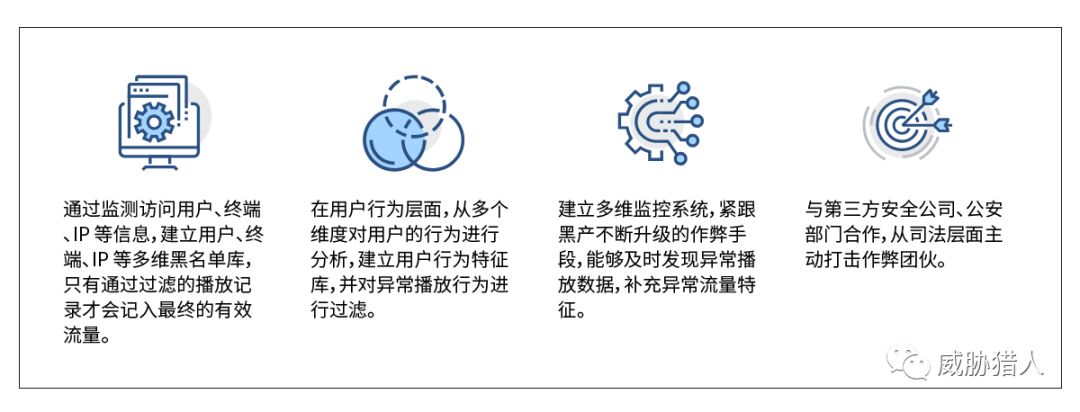 通过监测访问用户、终端
、IP 等信息，建立用户、终
端、IP 等多维黑名单库，
只有通过过滤的播放记
录才会记入最终的有效
流量。
在用户行为层面，从多个
维度对用户的行为进行
分析，建立用户行为特征
库，并对异常播放行为进
行过滤。
建立多维监控系统，紧跟
黑产不断升级的作弊手
段，能够及时发现异常播
放数据，补充异常流量特
征。
与第三方安全公司、公安
部门合作，从司法层面主
动打击作弊团伙。
威胁猎人